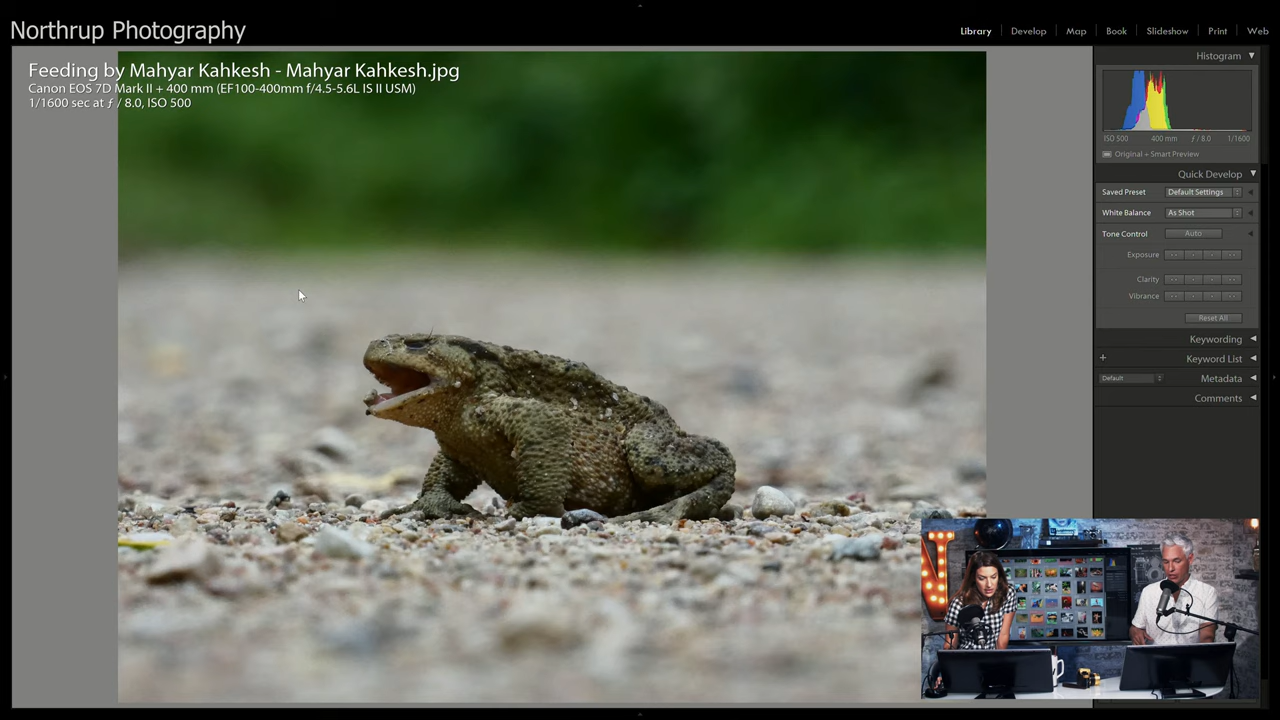 Northrup Photography
Library | Develop | Map | Book | Slideshow | Print | Web
Feeding by Mahyar Kahkesh - Mahyar Kahkesh.jpg
Canon EOS 7D Mark II + 400 mm (EF100-400mm f/4.5-5.6L IS II USM)
1/1600 sec at ƒ / 8.0, ISO 500
Histogram
ISO 500 400 mm ƒ / 8.0 1/1600
Original + Smart Preview
Quick Develop
Saved Preset Default Settings
White Balance As Shot
Tone Control Auto
Exposure
Clarity
Vibrance
Reset All
Keywording
+ Keyword List
Default Metadata
Comments
N